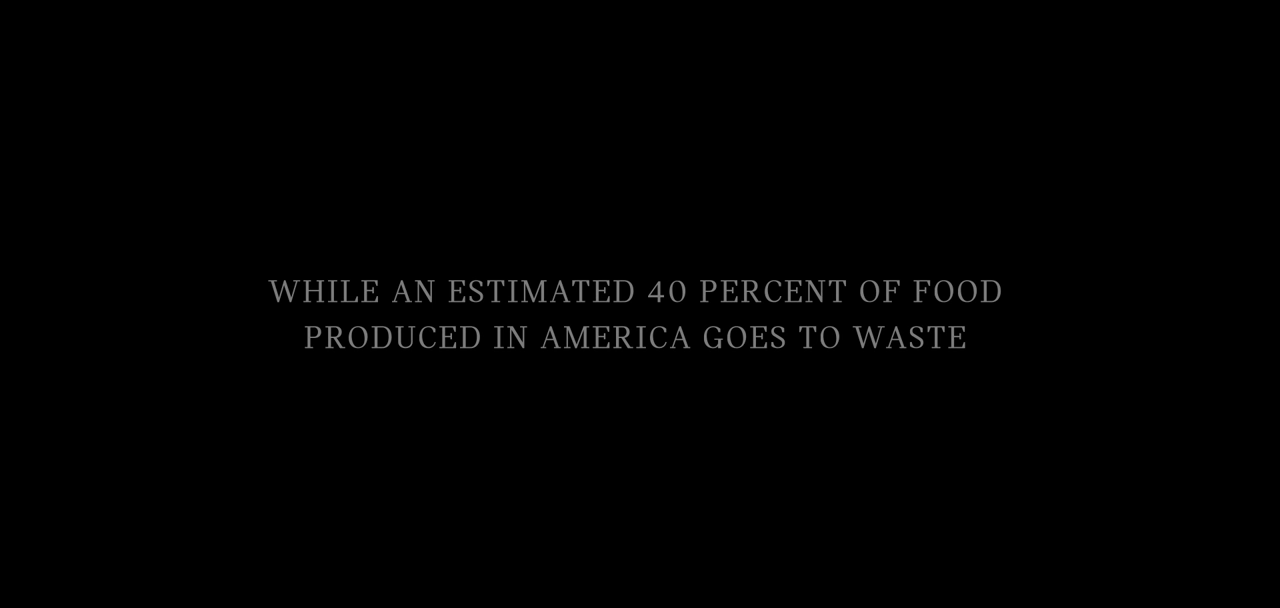 WHILE AN ESTIMATED 40 PERCENT OF FOOD
PRODUCED IN AMERICA GOES TO WASTE